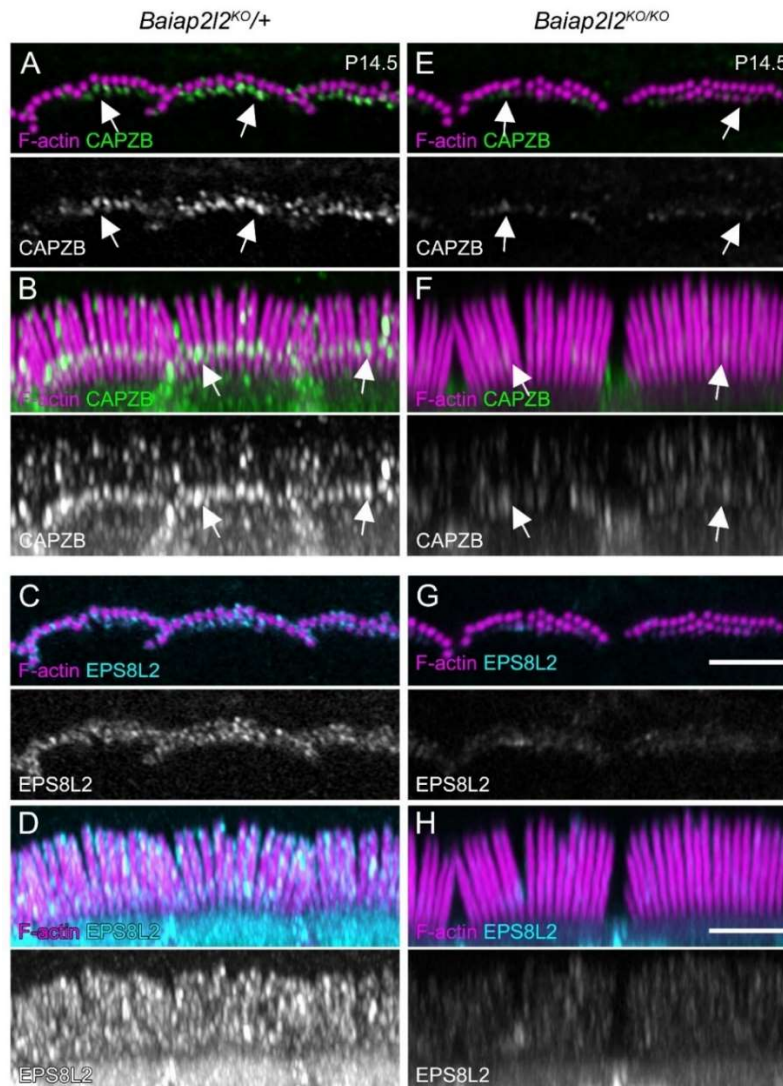 Baiap2l2KO/+
Baiap2l2KO/KO
A
P14.5
F-actin CAPZB
CAPZB
B
F-actin CAPZB
CAPZB
C
F-actin EPS8L2
EPS8L2
D
F-actin EPS8L2
EPS8L2
E
P14.5
F-actin CAPZB
CAPZB
F
F-actin CAPZB
CAPZB
G
F-actin EPS8L2
EPS8L2
H
F-actin EPS8L2
EPS8L2